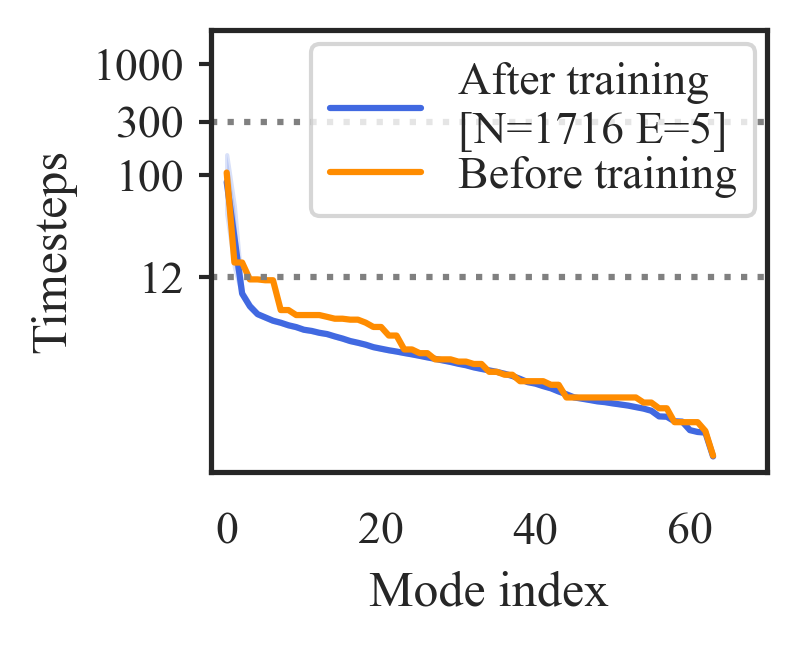 1000
300
100
12
Timesteps
After training
[N=1716 E=5]
Before training
0
20
40
60
Mode index